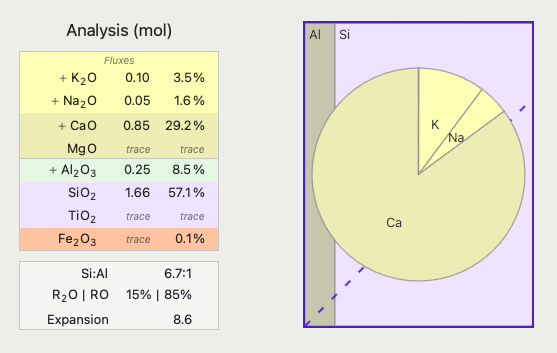 Analysis (mol)
Fluxes
+ K₂O 0.10 3.5%
+ Na₂O 0.05 1.6%
+ CaO 0.85 29.2%
MgO trace trace
+ Al₂O₃ 0.25 8.5%
SiO₂ 1.66 57.1%
TiO₂ trace trace
Fe₂O₃ trace 0.1%
Si:Al 6.7:1
R₂O | RO 15% | 85%
Expansion 8.6
Al Si
K
Na
Ca